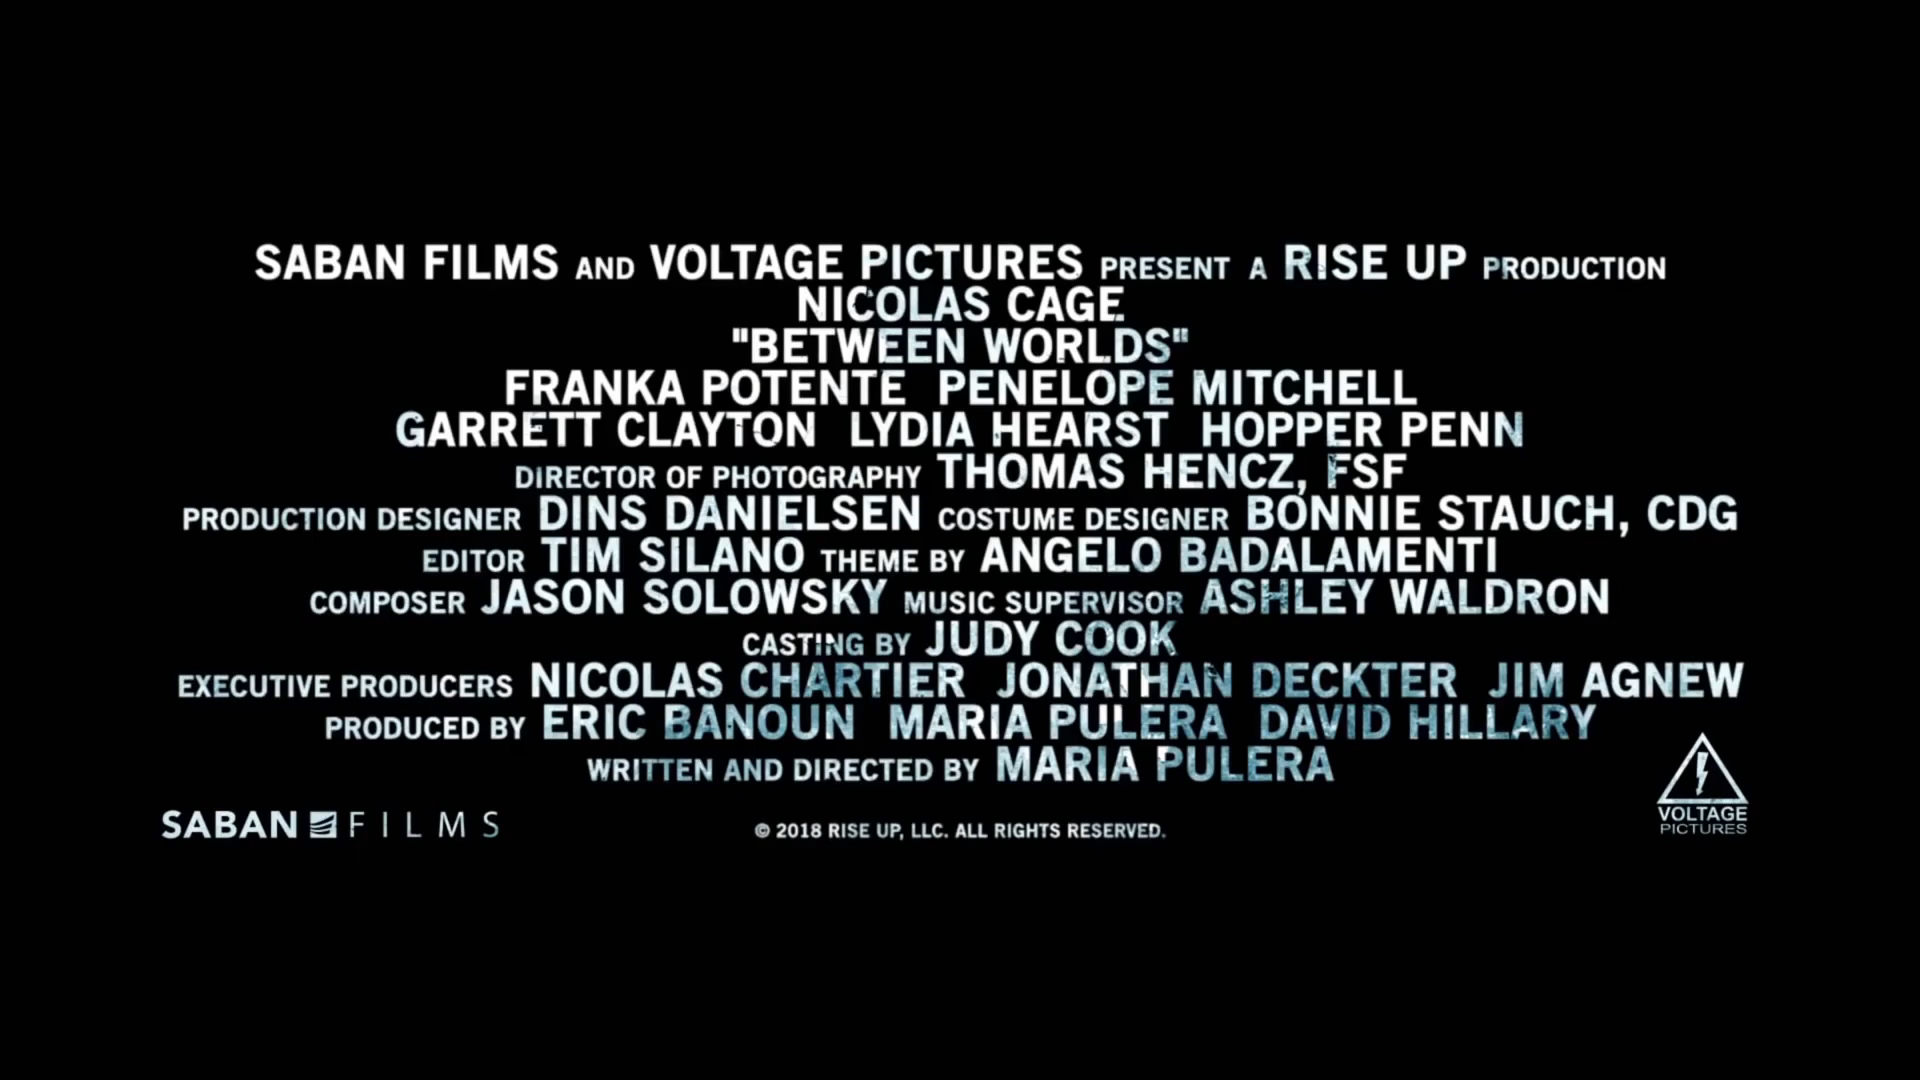 SABAN FILMS AND VOLTAGE PICTURES PRESENT A RISE UP PRODUCTION
NICOLAS CAGE
"BETWEEN WORLDS"
FRANKA POTENTE PENELOPE MITCHELL
GARRETT CLAYTON LYDIA HEARST HOPPER PENN
DIRECTOR OF PHOTOGRAPHY THOMAS HENCZ, FSF
PRODUCTION DESIGNER DINS DANIELSEN COSTUME DESIGNER BONNIE STAUCH, CDG
EDITOR TIM SILANO THEME BY ANGELO BADALAMENTI
COMPOSER JASON SOLOWSKY MUSIC SUPERVISOR ASHLEY WALDRON
CASTING BY JUDY COOK
EXECUTIVE PRODUCERS NICOLAS CHARTIER JONATHAN DECKTER JIM AGNEW
PRODUCED BY ERIC BANOUN MARIA PULERA DAVID HILLARY
WRITTEN AND DIRECTED BY MARIA PULERA
SABAN FILMS
© 2018 RISE UP, LLC. ALL RIGHTS RESERVED.
VOLTAGE
PICTURES